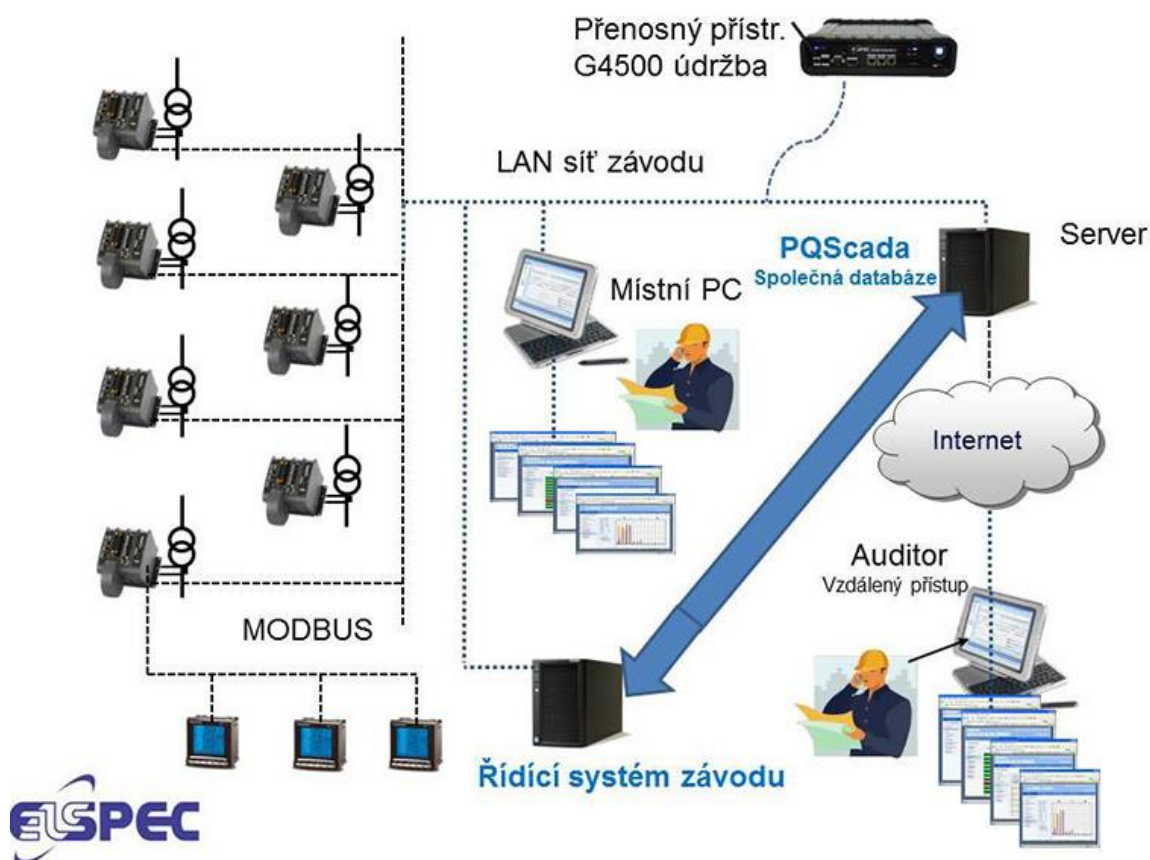 Přenosný přístr.
G4500 údržba
LAN síť závodu
PQScada
Společná databáze
Server
Místní PC
Internet
Auditor
Vzdálený přístup
MODBUS
Řídící systém závodu
ELSPEC